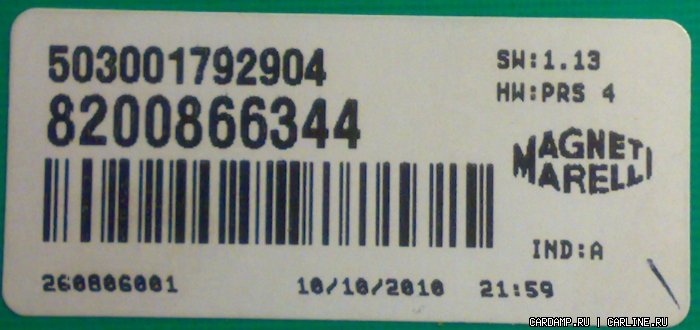 503001792904
8200866344
SW:1.13
HW:PRS 4
MAGNETI
MARELLI
IND:A
260806001 10/10/2010 21:59
CARDAMP.RU | CARLINE.RU